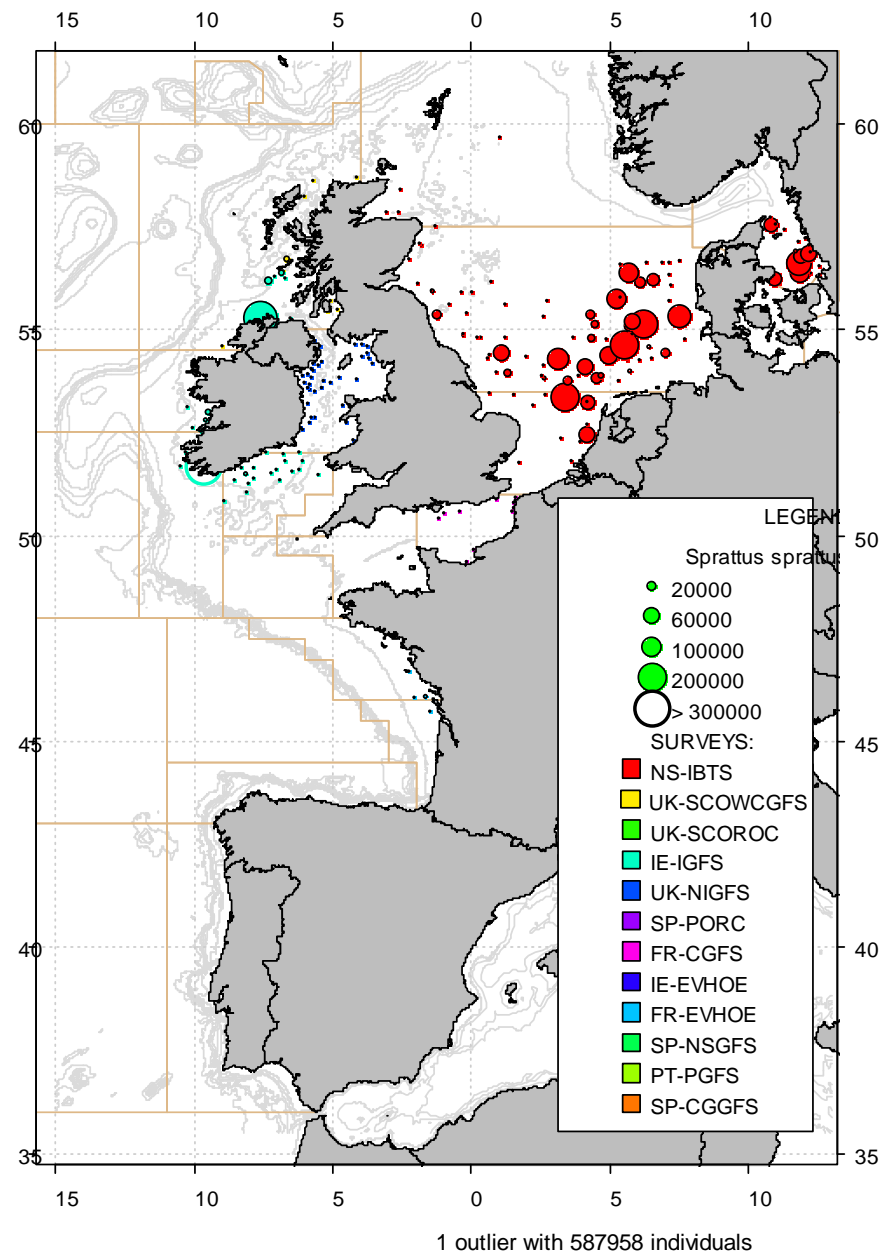 15 10 5 0 5 10
60 60
55 55
50 50
45 45
40 40
35 35
LEGEN
Sprattus sprattu
20000
60000
100000
200000
> 300000
SURVEYS:
NS-IBTS
UK-SCOWCGFS
UK-SCOROC
IE-IGFS
UK-NIGFS
SP-PORC
FR-CGFS
IE-EVHOE
FR-EVHOE
SP-NSGFS
PT-PGFS
SP-CGGFS
15 10 5 0 5 10
1 outlier with 587958 individuals